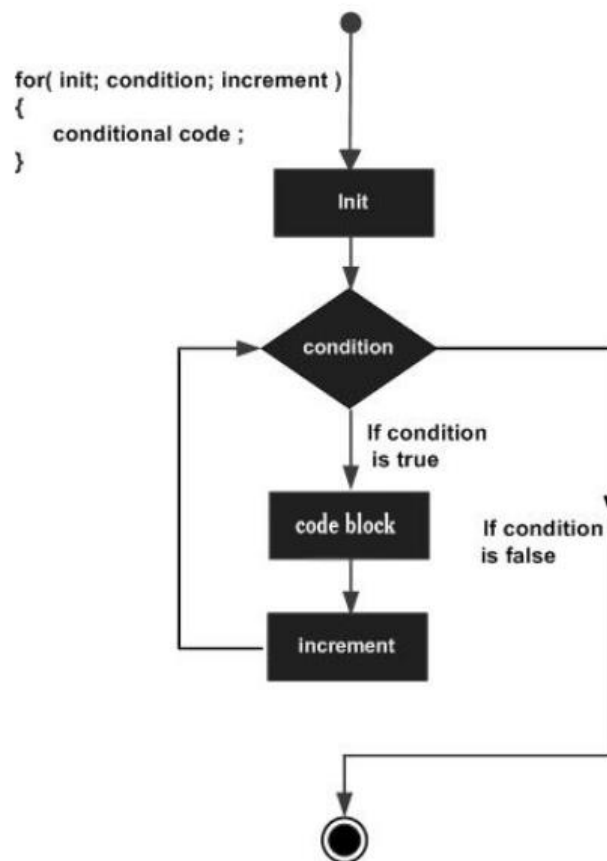 for( init; condition; increment )
{
conditional code ;
}
Init
condition
If condition
is true
code block
If condition
is false
increment